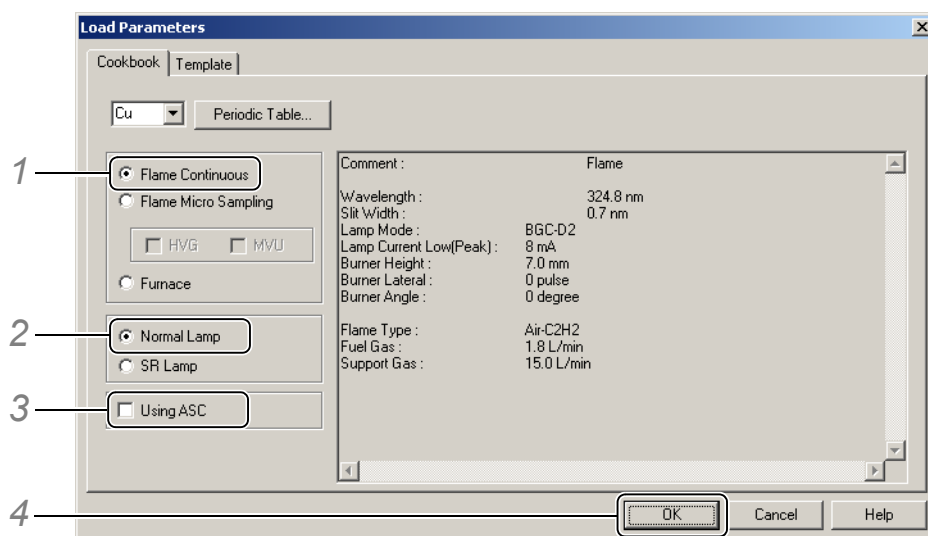 Load Parameters
Cookbook Template
Cu Periodic Table...
1
Flame Continuous
Flame Micro Sampling
HVG MVU
Furnace
2
Normal Lamp
SR Lamp
3
Using ASC
Comment : Flame
Wavelength : 324.8 nm
Slit Width : 0.7 nm
Lamp Mode : BGC-D2
Lamp Current Low(Peak) : 8 mA
Burner Height : 7.0 mm
Burner Lateral : 0 pulse
Burner Angle : 0 degree
Flame Type : Air-C2H2
Fuel Gas : 1.8 L/min
Support Gas : 15.0 L/min
4
OK Cancel Help